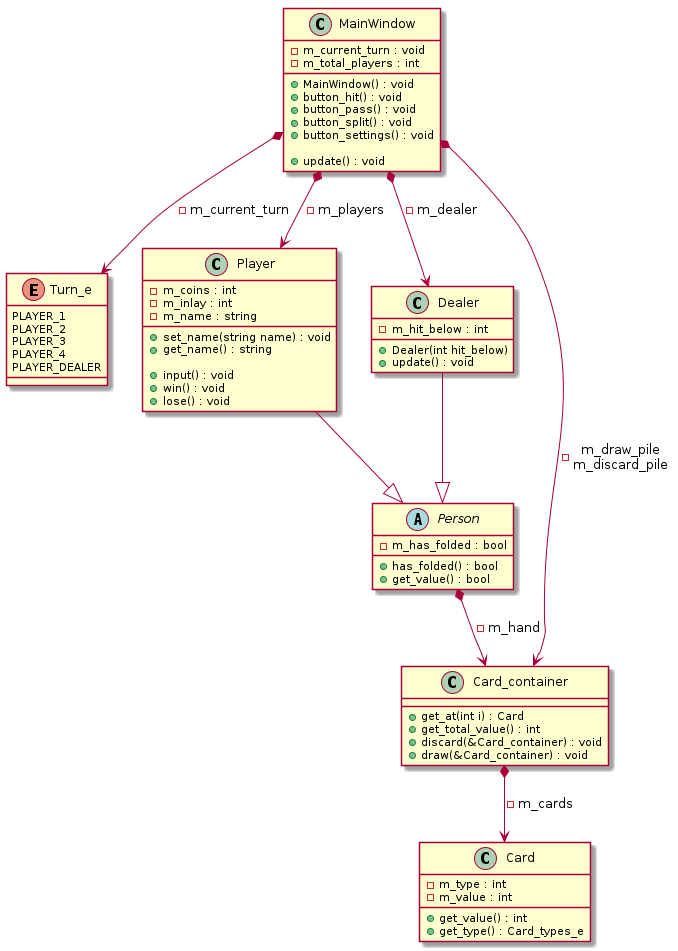 C MainWindow
m_current_turn : void
m_total_players : int
MainWindow() : void
button_hit() : void
button_pass() : void
button_split() : void
button_settings() : void
update() : void
m_current_turn
m_players
m_dealer
E Turn_e
PLAYER_1
PLAYER_2
PLAYER_3
PLAYER_4
PLAYER_DEALER
C Player
m_coins : int
m_inlay : int
m_name : string
set_name(string name) : void
get_name() : string
input() : void
win() : void
lose() : void
C Dealer
m_hit_below : int
Dealer(int hit_below)
update() : void
m_draw_pile
m_discard_pile
A Person
m_has_folded : bool
has_folded() : bool
get_value() : bool
m_hand
C Card_container
get_at(int i) : Card
get_total_value() : int
discard(&Card_container) : void
draw(&Card_container) : void
m_cards
C Card
m_type : int
m_value : int
get_value() : int
get_type() : Card_types_e